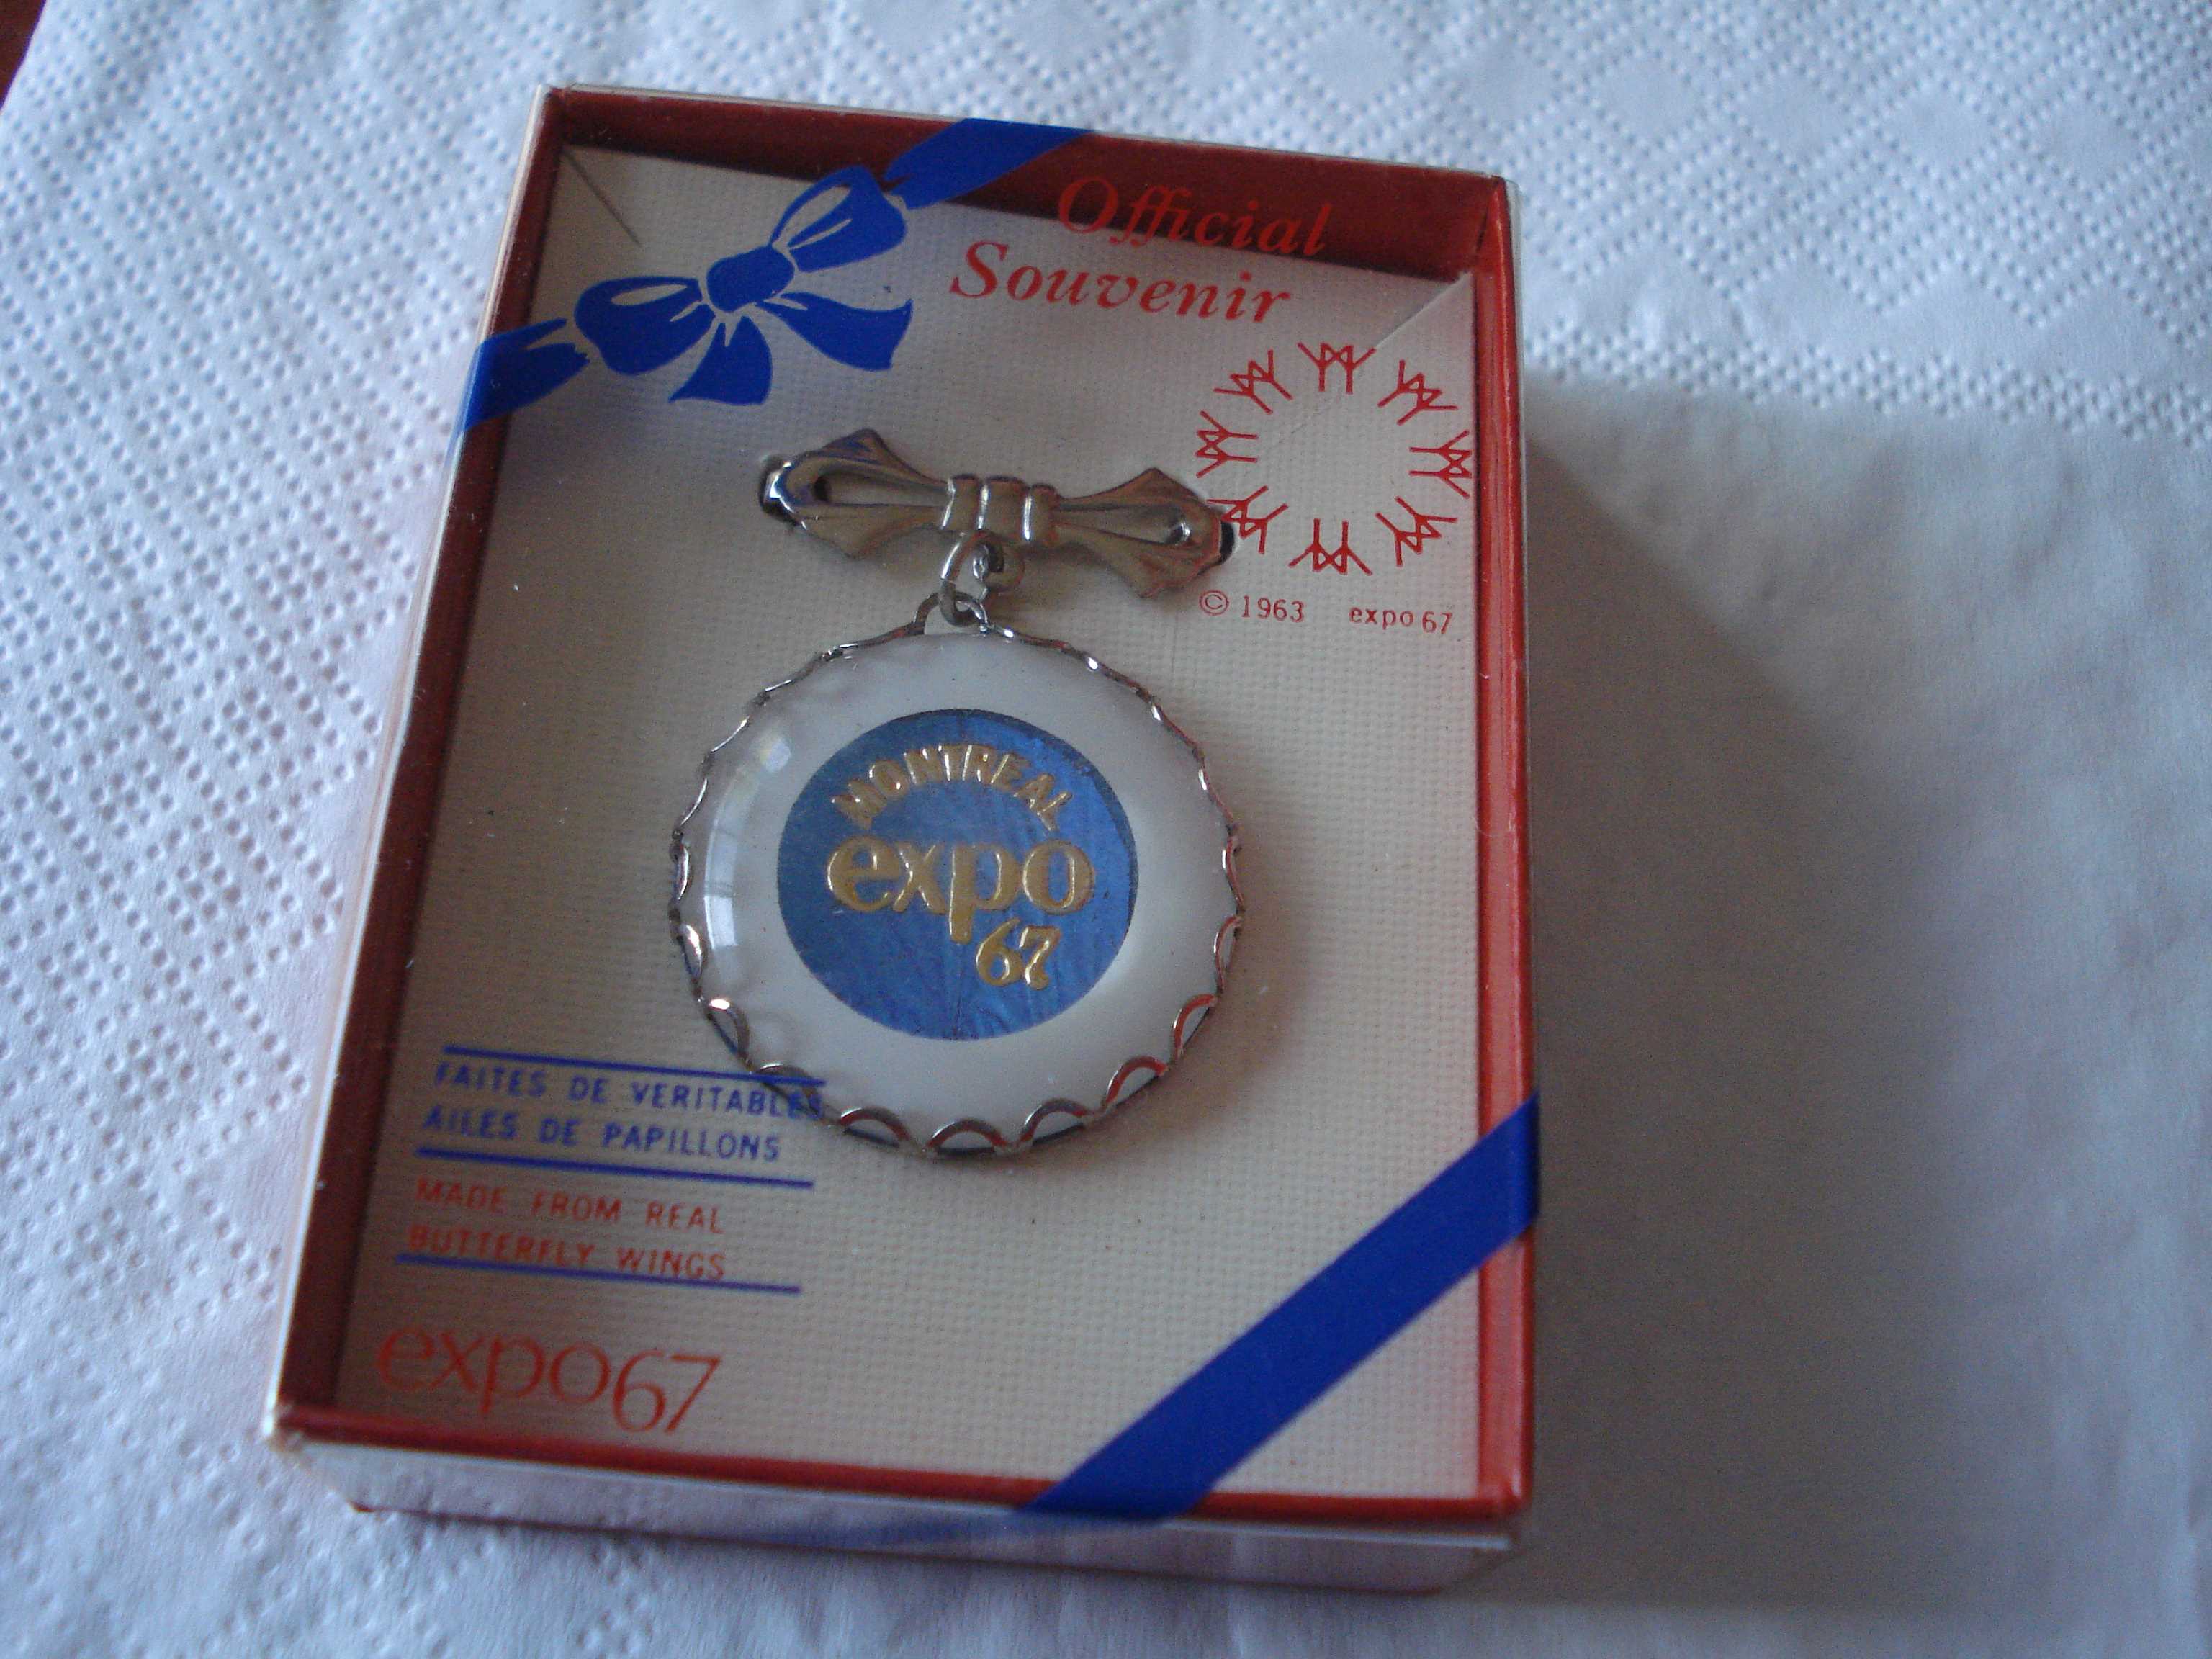 Official
Souvenir
© 1963 expo 67
MONTREAL
expo
67
FAITES DE VERITABLES
AILES DE PAPILLONS
MADE FROM REAL
BUTTERFLY WINGS
expo67